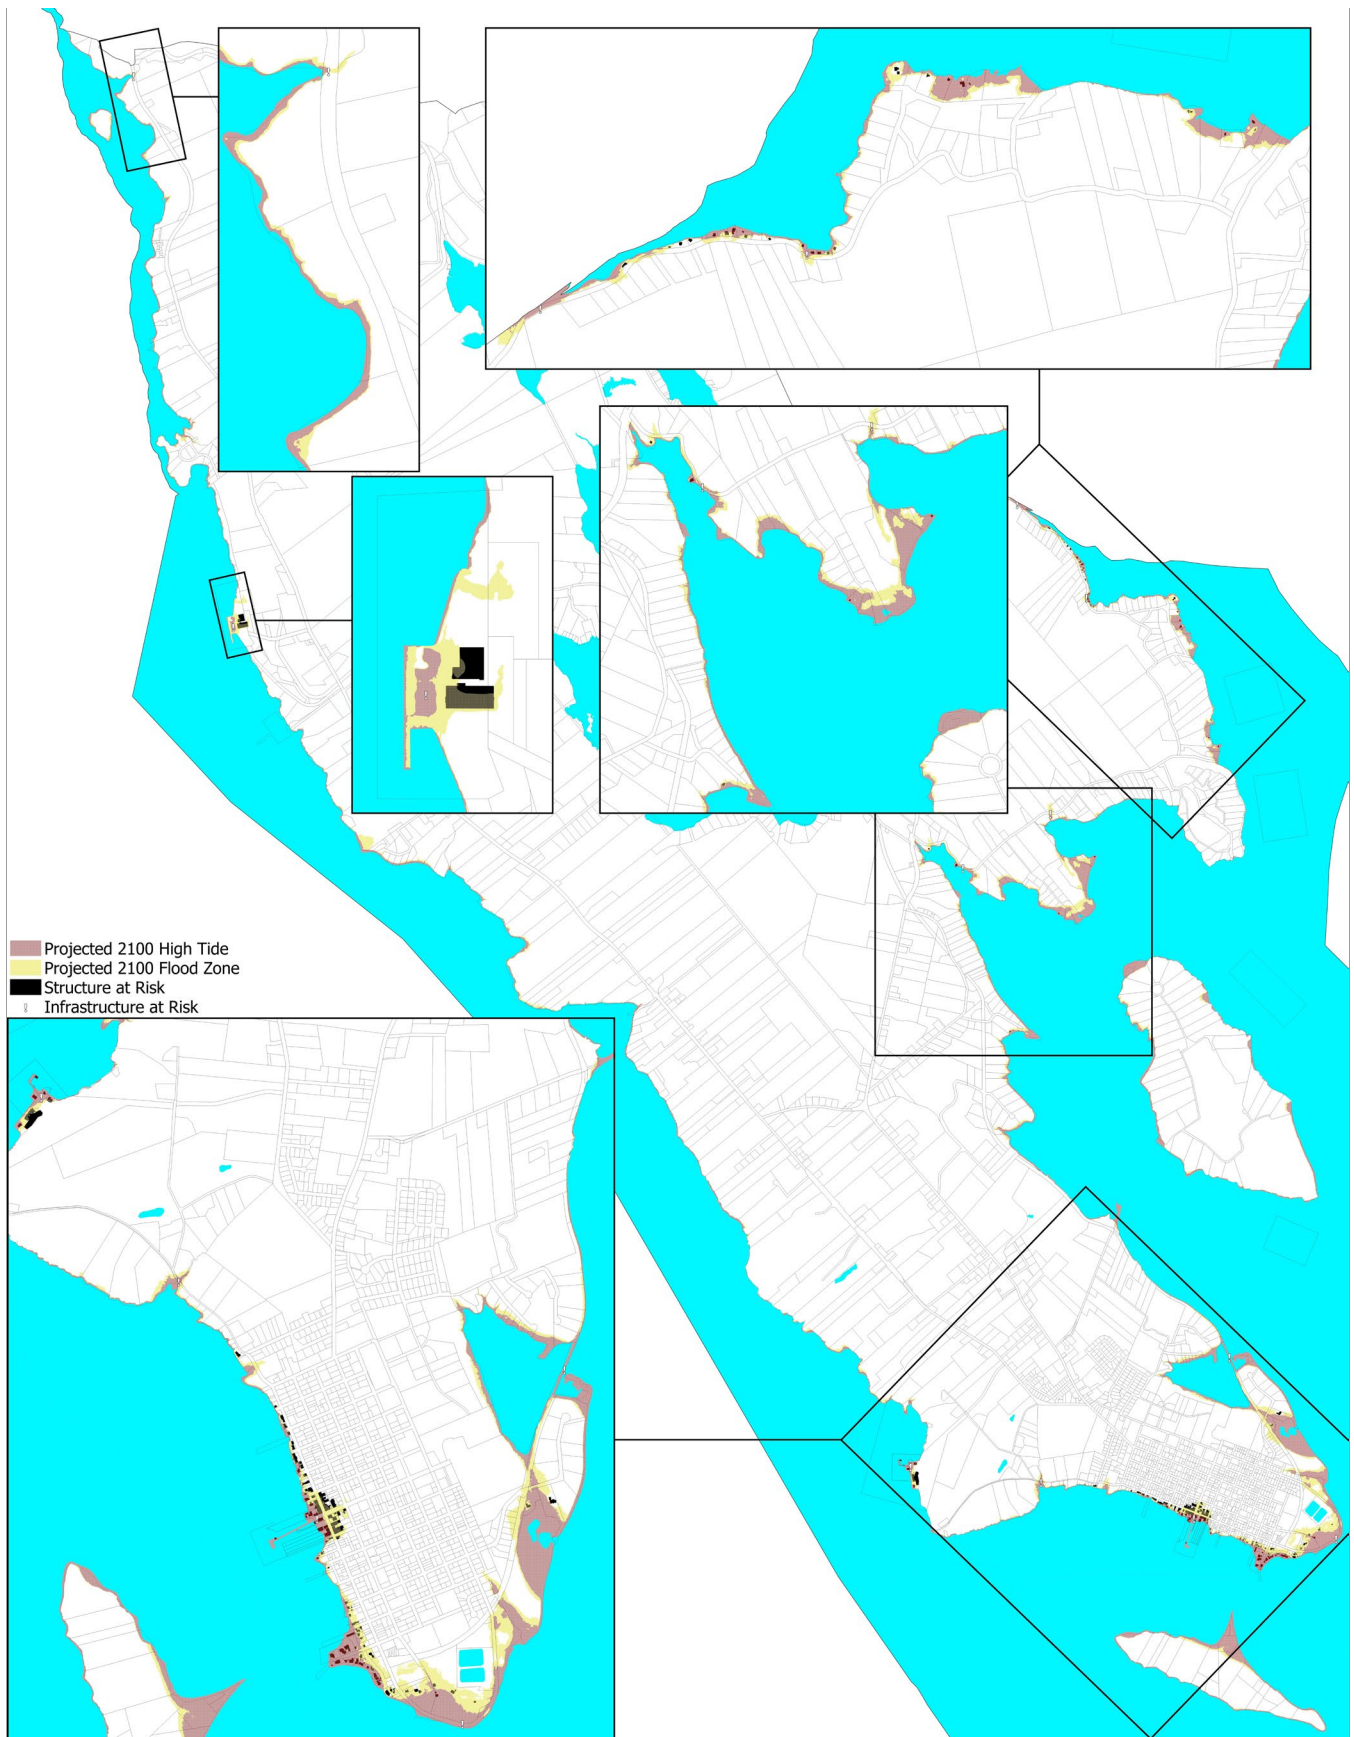 Projected 2100 High Tide
Projected 2100 Flood Zone
Structure at Risk
! Infrastructure at Risk